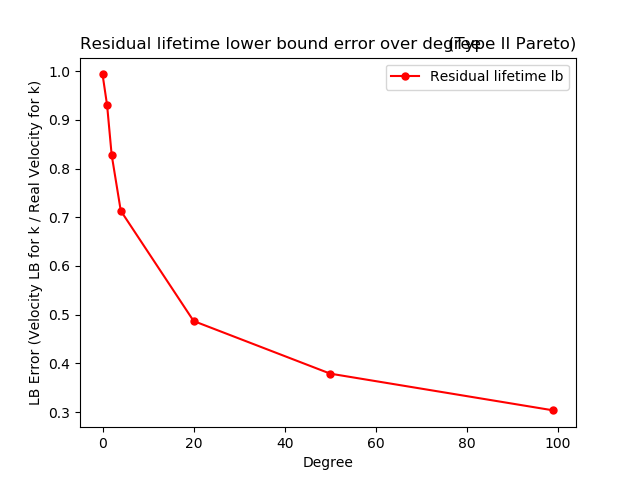 Residual lifetime lower bound error over degree (Type II Pareto)
Residual lifetime lb
LB Error (Velocity LB for k / Real Velocity for k)
1.0
0.9
0.8
0.7
0.6
0.5
0.4
0.3
0 20 40 60 80 100
Degree